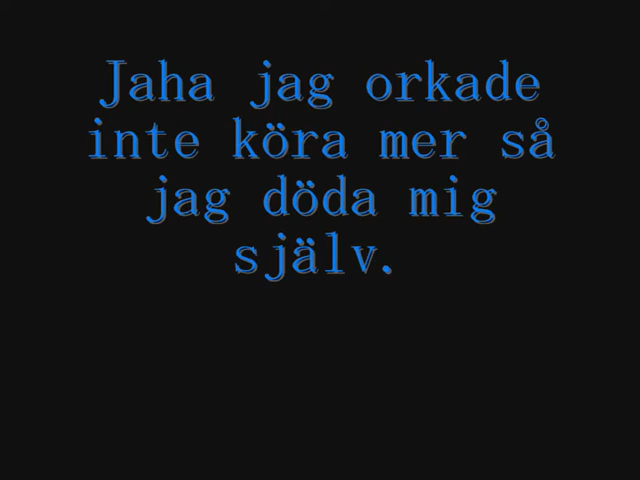 Jaha jag orkade
inte köra mer så
jag döda mig
själv.